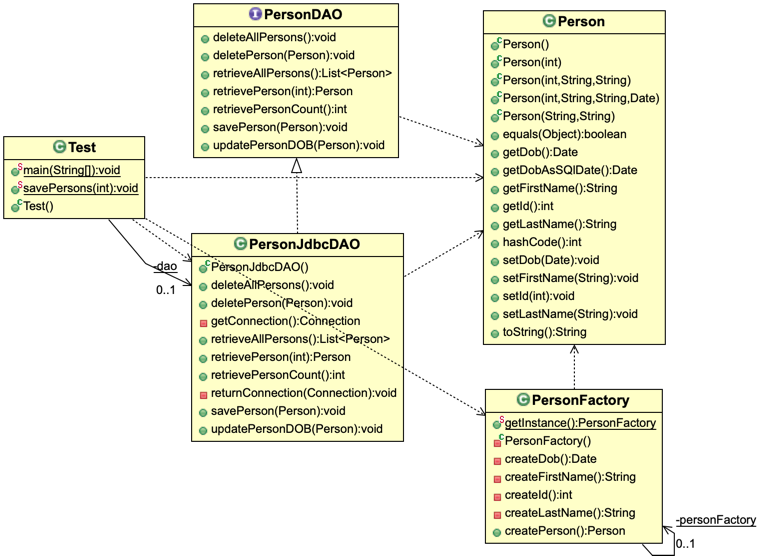 PersonDAO
deleteAllPersons():void
deletePerson(Person):void
retrieveAllPersons():List<Person>
retrievePerson(int):Person
retrievePersonCount():int
savePerson(Person):void
updatePersonDOB(Person):void
Person
Person()
Person(int)
Person(int,String,String)
Person(int,String,String,Date)
Person(String,String)
equals(Object):boolean
getDob():Date
getDobAsSQlDate():Date
getFirstName():String
getId():int
getLastName():String
hashCode():int
setDob(Date):void
setFirstName(String):void
setId(int):void
setLastName(String):void
toString():String
Test
main(String[]):void
savePersons(int):void
Test()
-dao
0..1
PersonJdbcDAO
PersonJdbcDAO()
deleteAllPersons():void
deletePerson(Person):void
getConnection():Connection
retrieveAllPersons():List<Person>
retrievePerson(int):Person
retrievePersonCount():int
returnConnection(Connection):void
savePerson(Person):void
updatePersonDOB(Person):void
PersonFactory
getInstance():PersonFactory
PersonFactory()
createDob():Date
createFirstName():String
createId():int
createLastName():String
createPerson():Person
-personFactory
0..1